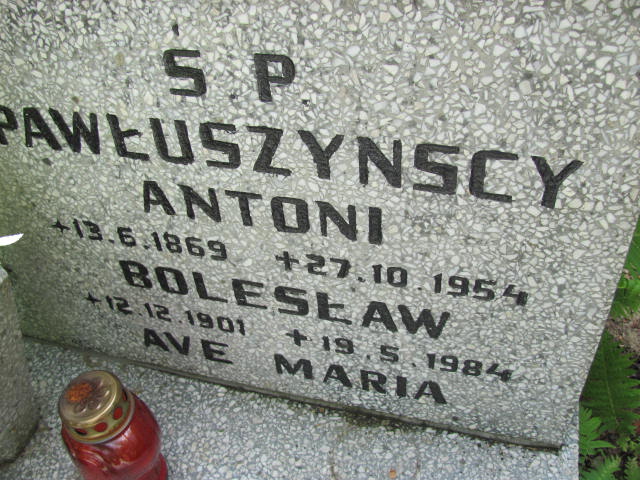 Ś.P.
PAWŁUSZYNSCY
ANTONI
+13.6.1869 +27.10.1954
BOLESŁAW
+12.12.1901 +19.5.1984
AVE MARIA